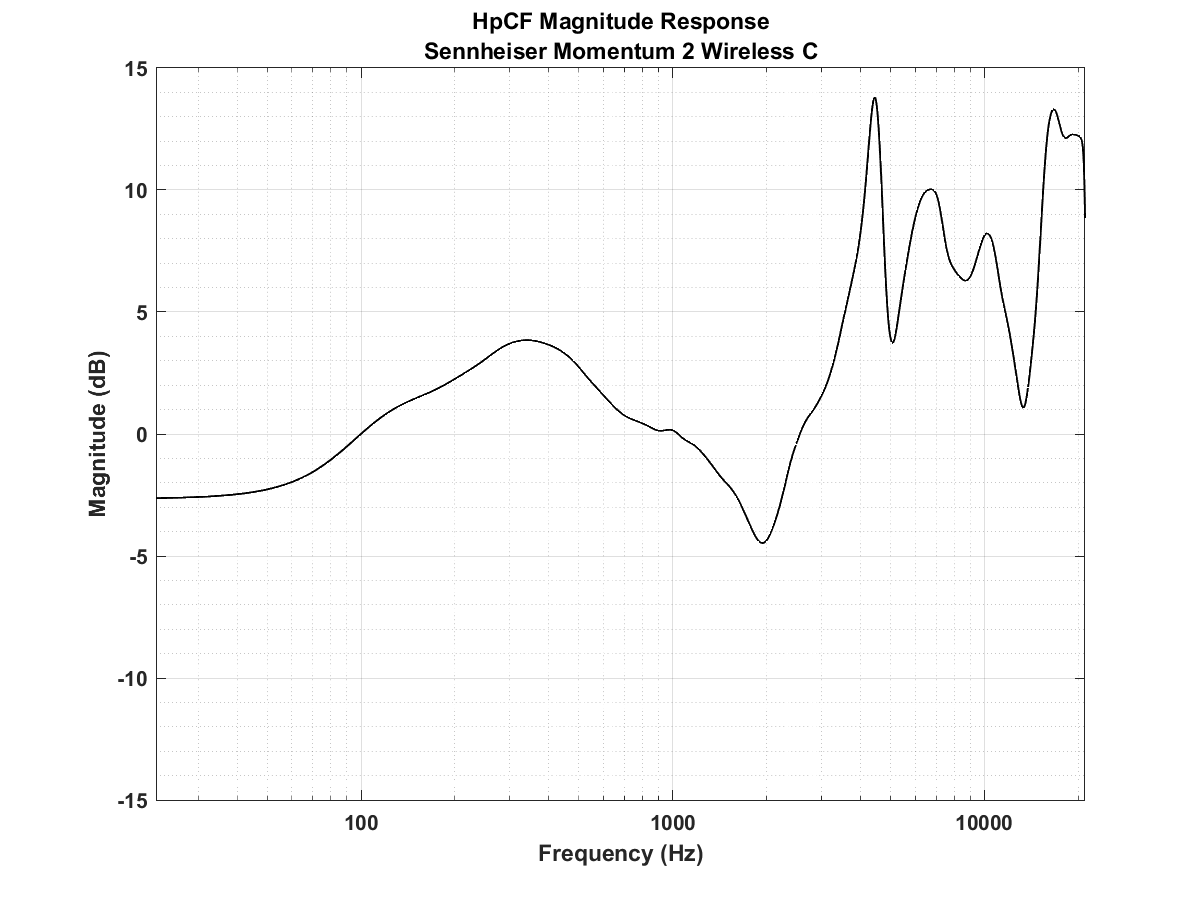 HpCF Magnitude Response
Sennheiser Momentum 2 Wireless C
15
10
5
0
-5
-10
-15
Magnitude (dB)
100 1000 10000
Frequency (Hz)